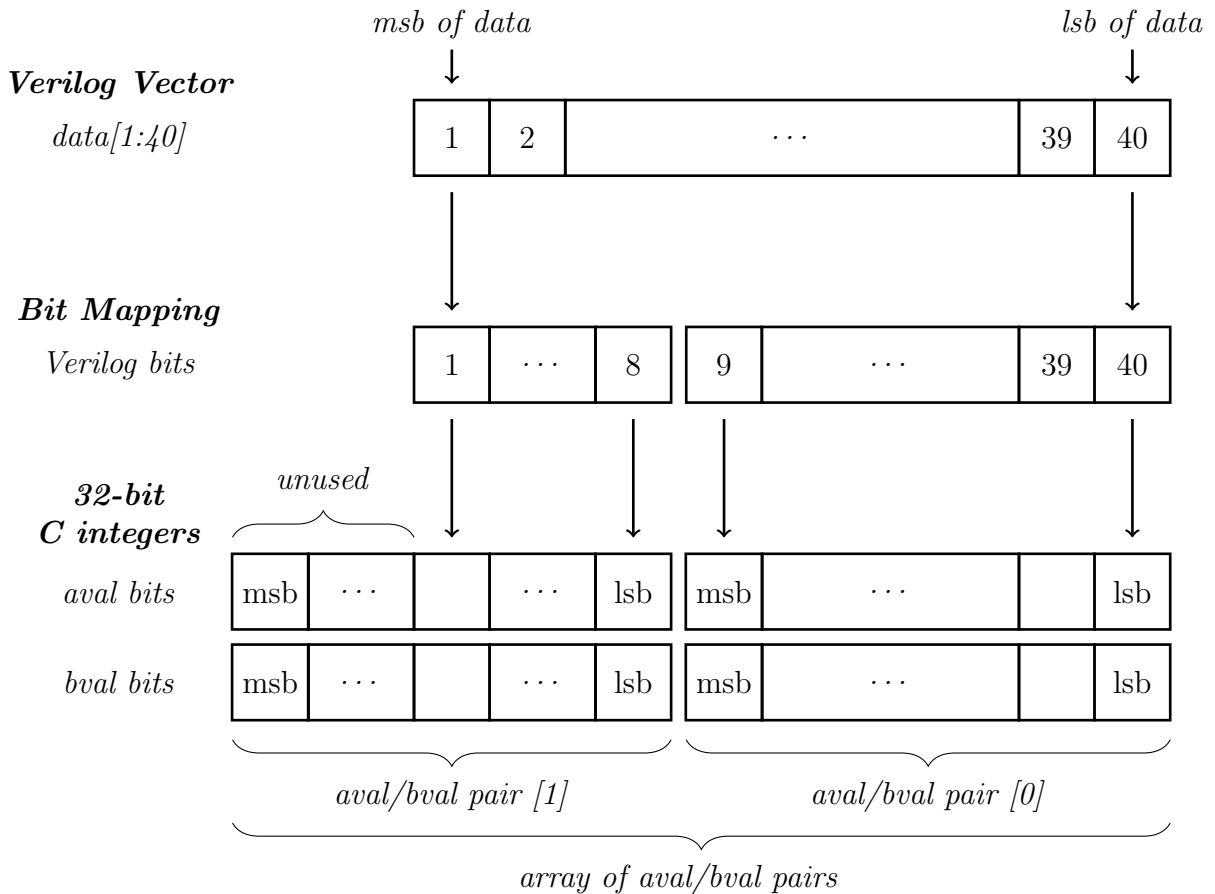 msb of data lsb of data
Verilog Vector
data[1:40]
1 2 ··· 39 40
Bit Mapping
Verilog bits
1 ··· 8 9 ··· 39 40
unused
32-bit
C integers
aval bits
msb ··· ··· lsb msb ··· lsb
bval bits
msb ··· ··· lsb msb ··· lsb
aval/bval pair [1] aval/bval pair [0]
array of aval/bval pairs